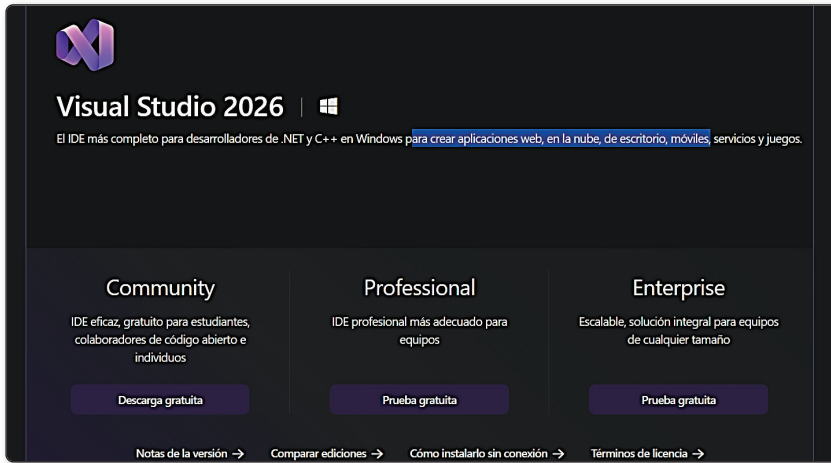 Visual Studio 2026
El IDE más completo para desarrolladores de .NET y C++ en Windows para crear aplicaciones web, en la nube, de escritorio, móviles, servicios y juegos.
Community
IDE eficaz, gratuito para estudiantes,
colaboradores de código abierto e
individuos
Descarga gratuita
Professional
IDE profesional más adecuado para
equipos
Prueba gratuita
Enterprise
Escalable, solución integral para equipos
de cualquier tamaño
Prueba gratuita
Notas de la versión → Comparar ediciones → Cómo instalarlo sin conexión → Términos de licencia →